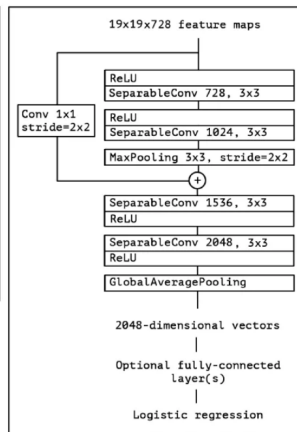 19x19x728 feature maps
ReLU
SeparableConv 728, 3x3
Conv 1x1
stride=2x2
ReLU
SeparableConv 1024, 3x3
MaxPooling 3x3, stride=2x2
+
SeparableConv 1536, 3x3
ReLU
SeparableConv 2048, 3x3
ReLU
GlobalAveragePooling
2048-dimensional vectors
Optional fully-connected
layer(s)
Logistic regression